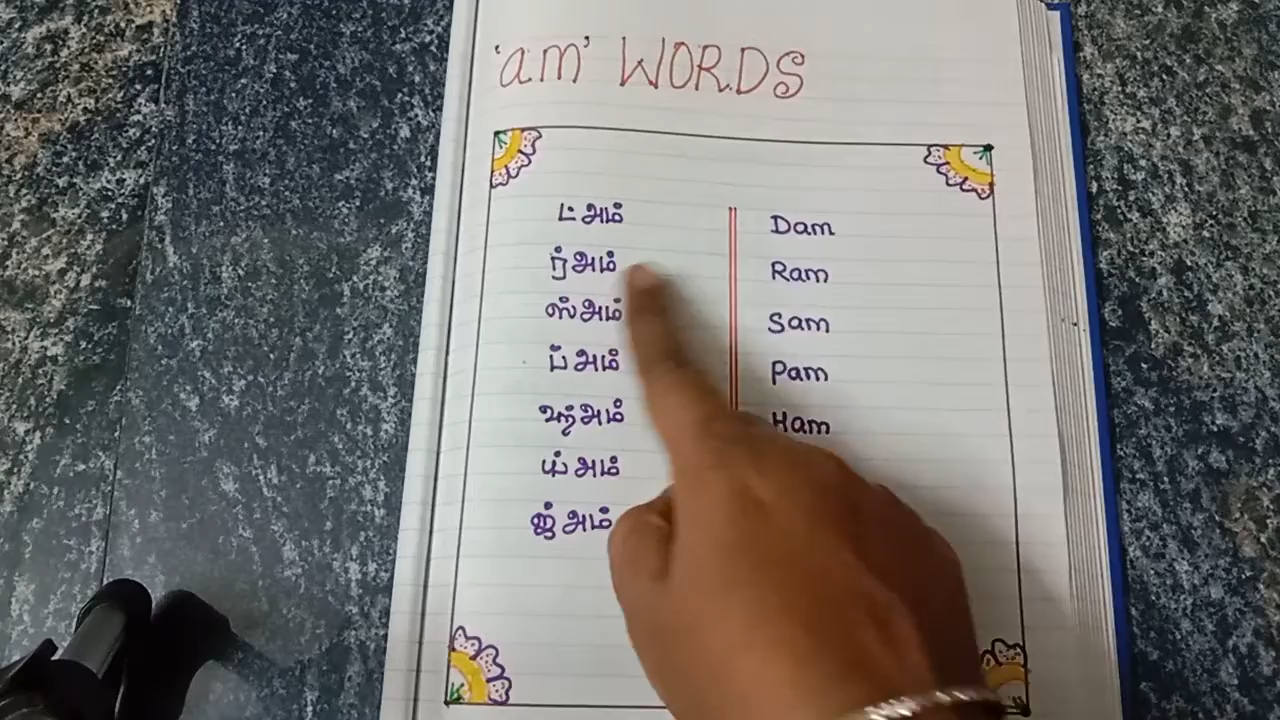 'am' WORDS
ட்அம் Dam
ர்அம் Ram
ஸ்அம் Sam
ப்அம் Pam
ஹ்அம் Ham
ய்அம்
ஜ்அம்